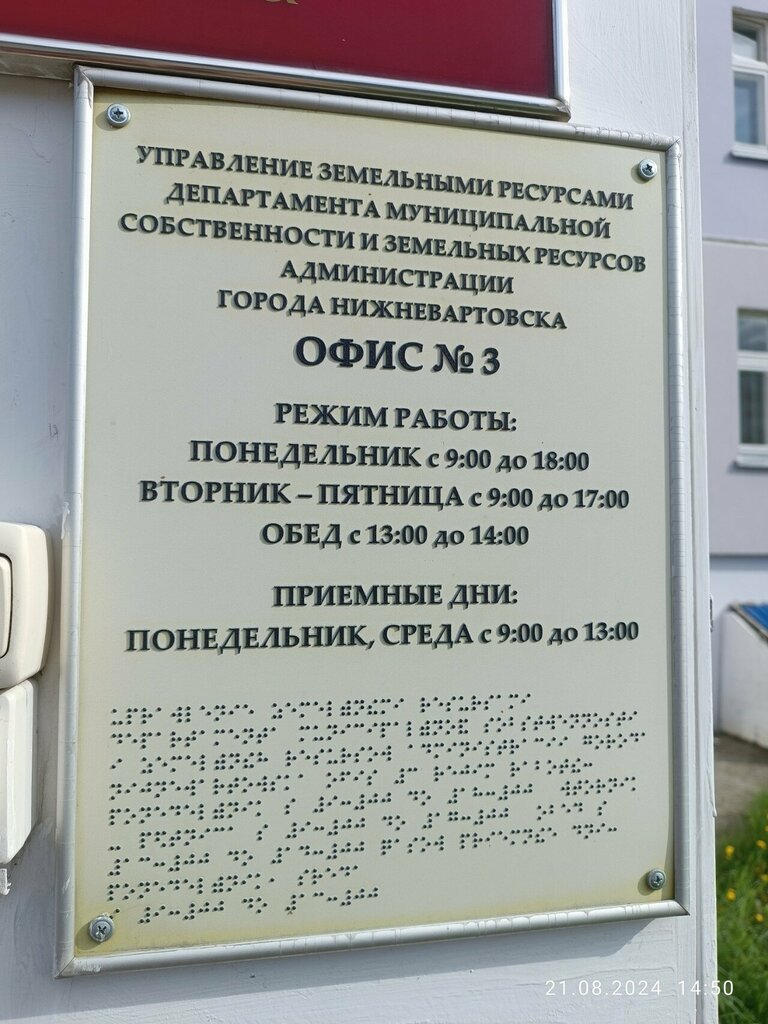 УПРАВЛЕНИЕ ЗЕМЕЛЬНЫМИ РЕСУРСАМИ
ДЕПАРТАМЕНТА МУНИЦИПАЛЬНОЙ
СОБСТВЕННОСТИ И ЗЕМЕЛЬНЫХ РЕСУРСОВ
АДМИНИСТРАЦИИ
ГОРОДА НИЖНЕВАРТОВСКА
ОФИС № 3
РЕЖИМ РАБОТЫ:
ПОНЕДЕЛЬНИК с 9:00 до 18:00
ВТОРНИК – ПЯТНИЦА с 9:00 до 17:00
ОБЕД с 13:00 до 14:00
ПРИЕМНЫЕ ДНИ:
ПОНЕДЕЛЬНИК, СРЕДА с 9:00 до 13:00
21.08.2024 14:50